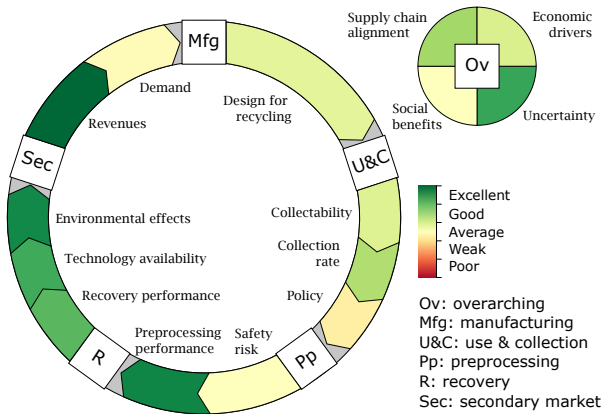 Mfg
Supply chain
alignment
Economic
drivers
Ov
Social
benefits
Uncertainty
Demand
Design for
recycling
Revenues
Sec
U&C
Environmental effects
Collectability
Technology availability
Collection
rate
Recovery performance
Policy
Preprocessing
performance
Safety
risk
R
Pp
Excellent
Good
Average
Weak
Poor
Ov: overarching
Mfg: manufacturing
U&C: use & collection
Pp: preprocessing
R: recovery
Sec: secondary market